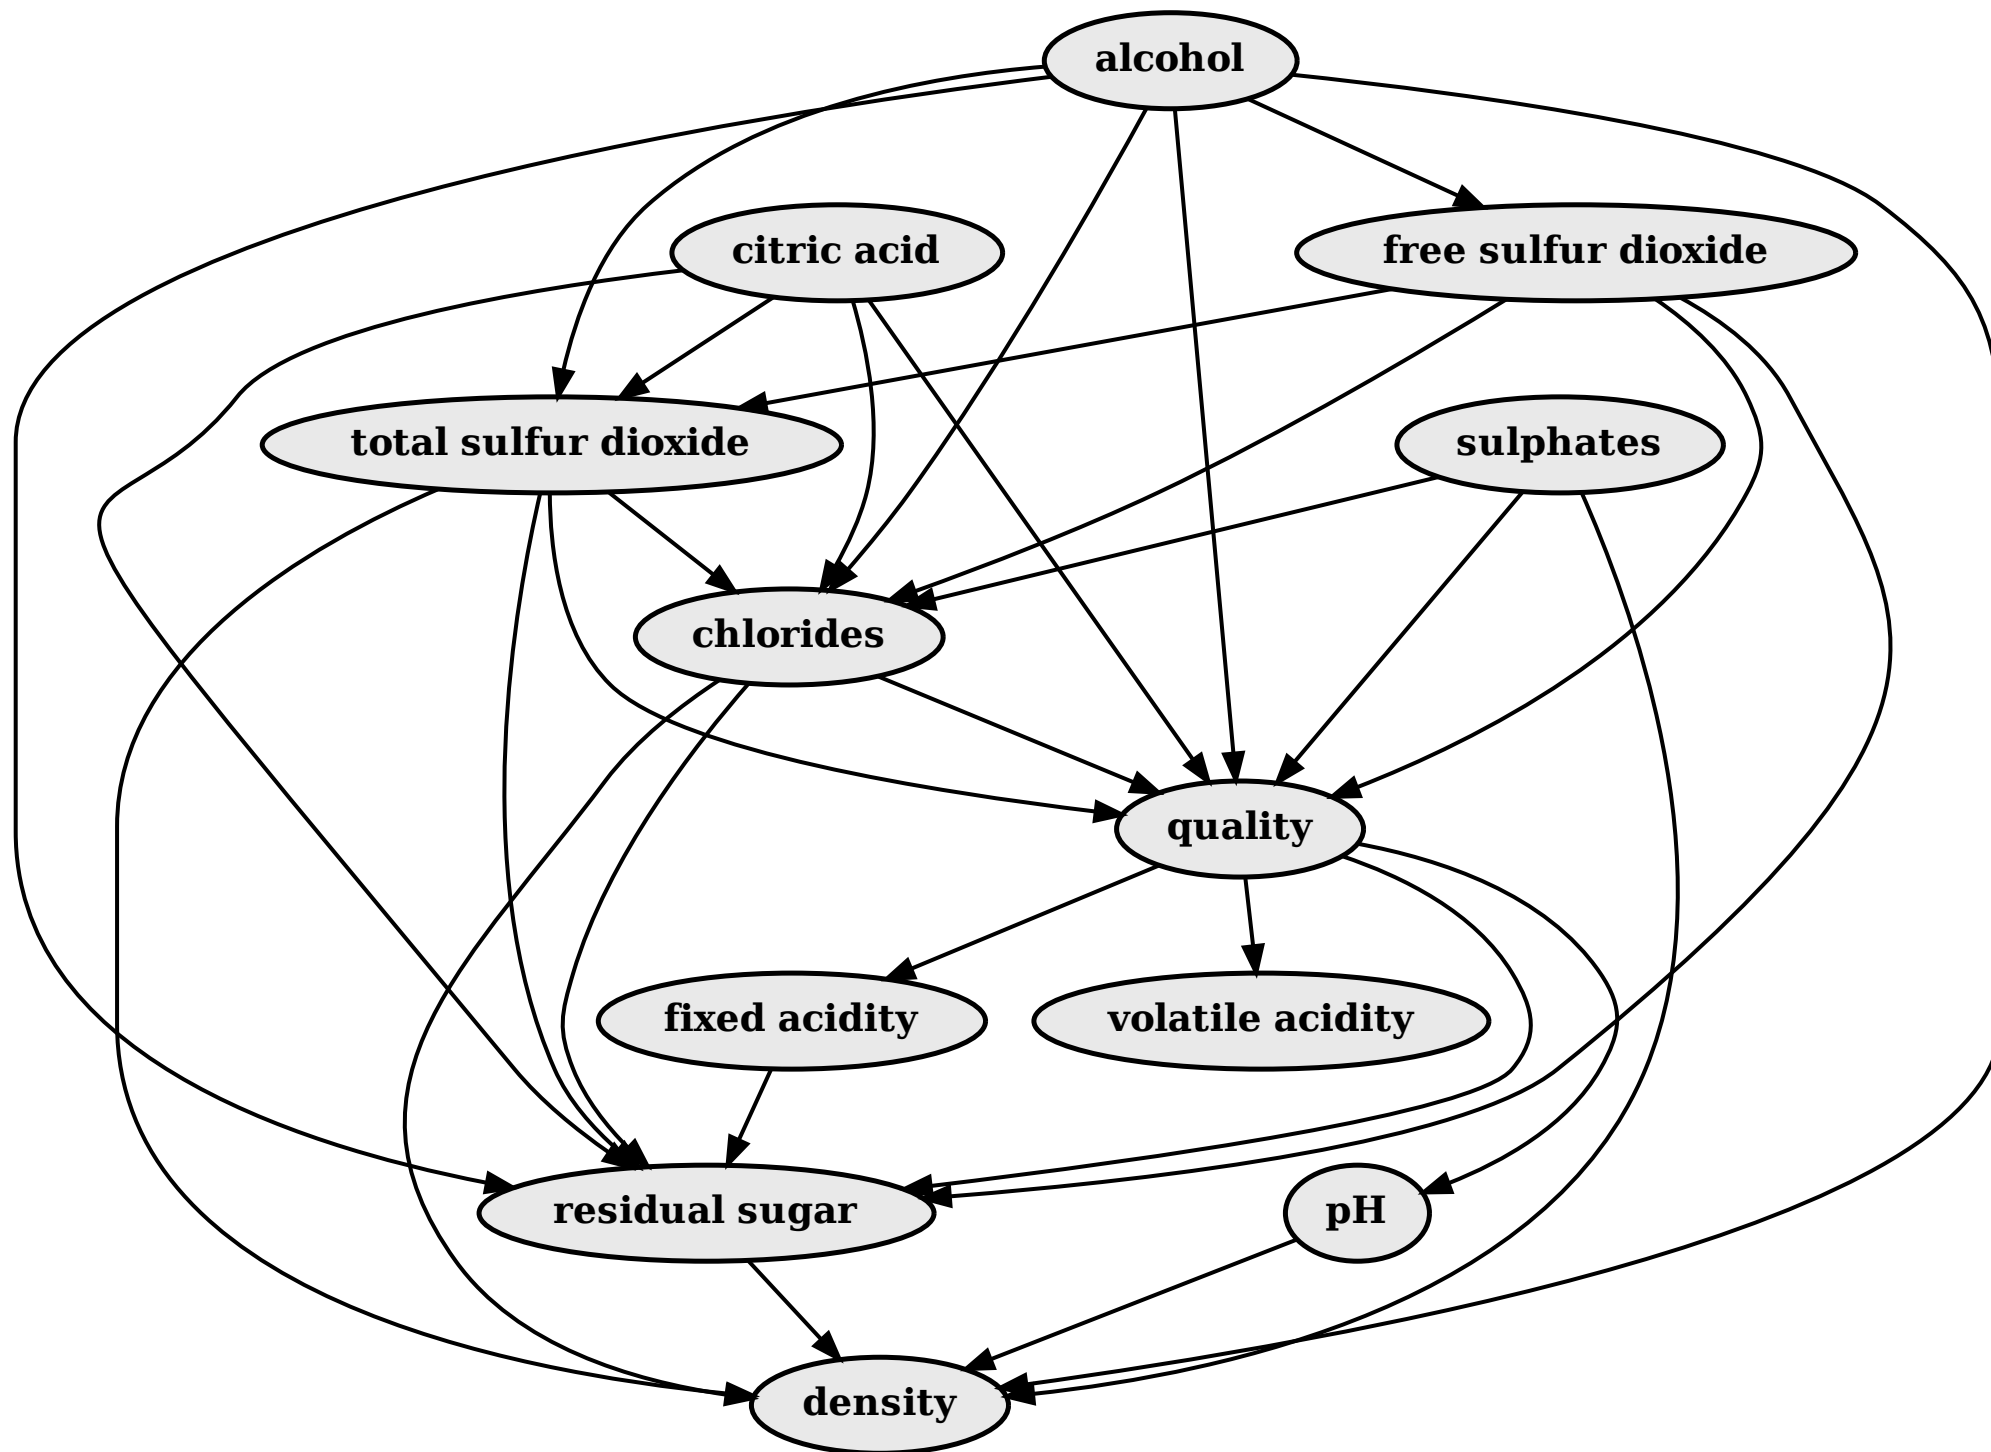 alcohol
citric acid
free sulfur dioxide
total sulfur dioxide
sulphates
chlorides
quality
fixed acidity
volatile acidity
residual sugar
pH
density